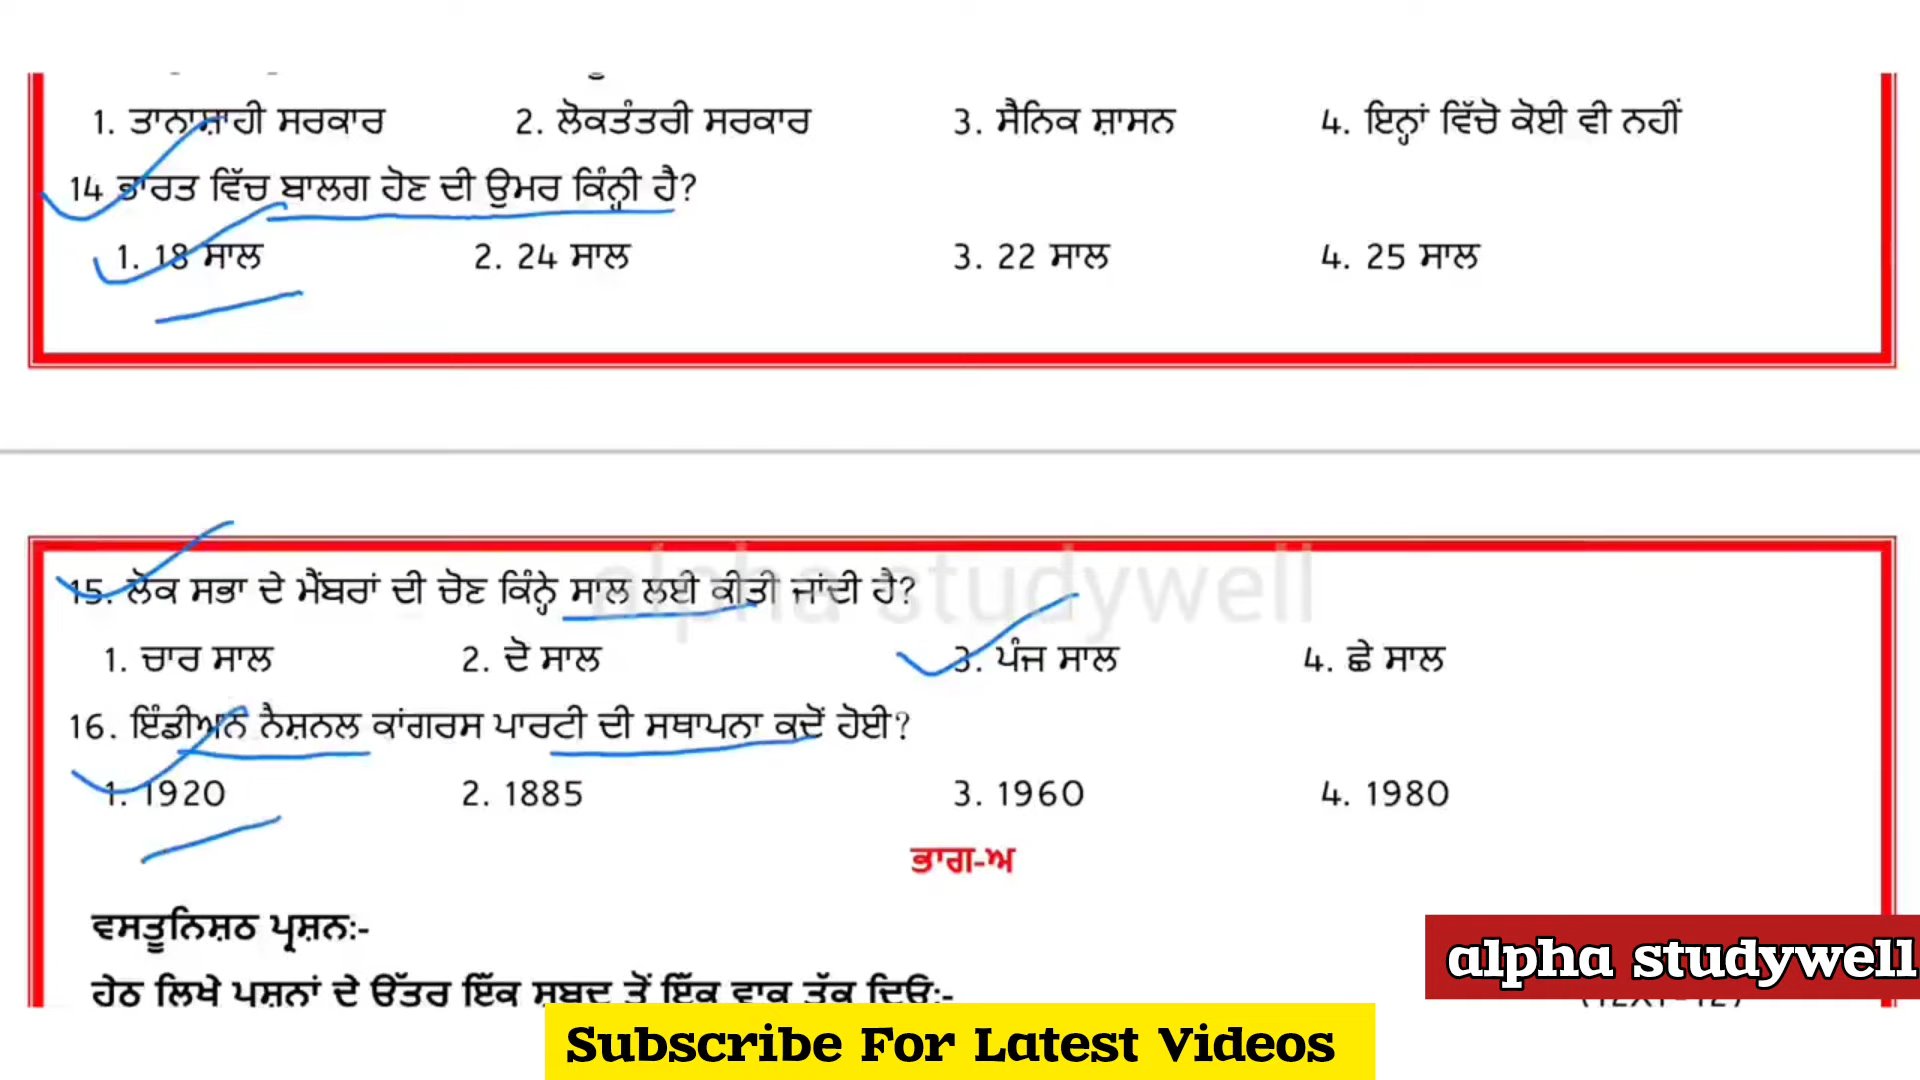 1. ਤਾਨਾਸ਼ਾਹੀ ਸਰਕਾਰ 2. ਲੋਕਤੰਤਰੀ ਸਰਕਾਰ 3. ਸੈਨਿਕ ਸ਼ਾਸਨ 4. ਇਨ੍ਹਾਂ ਵਿੱਚੋ ਕੋਈ ਵੀ ਨਹੀਂ
14 ਭਾਰਤ ਵਿੱਚ ਬਾਲਗ ਹੋਣ ਦੀ ਉਮਰ ਕਿੰਨ੍ਹੀ ਹੈ?
1. 18 ਸਾਲ 2. 24 ਸਾਲ 3. 22 ਸਾਲ 4. 25 ਸਾਲ
alpha studywell
15. ਲੋਕ ਸਭਾ ਦੇ ਮੈਂਬਰਾਂ ਦੀ ਚੋਣ ਕਿੰਨ੍ਹੇ ਸਾਲ ਲਈ ਕੀਤੀ ਜਾਂਦੀ ਹੈ?
1. ਚਾਰ ਸਾਲ 2. ਦੋ ਸਾਲ 3. ਪੰਜ ਸਾਲ 4. ਛੇ ਸਾਲ
16. ਇੰਡੀਅਨ ਨੈਸ਼ਨਲ ਕਾਂਗਰਸ ਪਾਰਟੀ ਦੀ ਸਥਾਪਨਾ ਕਦੋਂ ਹੋਈ?
1. 1920 2. 1885 3. 1960 4. 1980
ਭਾਗ-ਅ
ਵਸਤੂਨਿਸ਼ਠ ਪ੍ਰਸ਼ਨ:-
ਹੇਠ ਲਿਖੇ ਪ੍ਰਸ਼ਨਾਂ ਦੇ ਉੱਤਰ ਇੱਕ ਸ਼ਬਦ ਤੋਂ ਇੱਕ ਵਾਕ ਤੱਕ ਦਿਓ:-
alpha studywell
Subscribe For Latest Videos